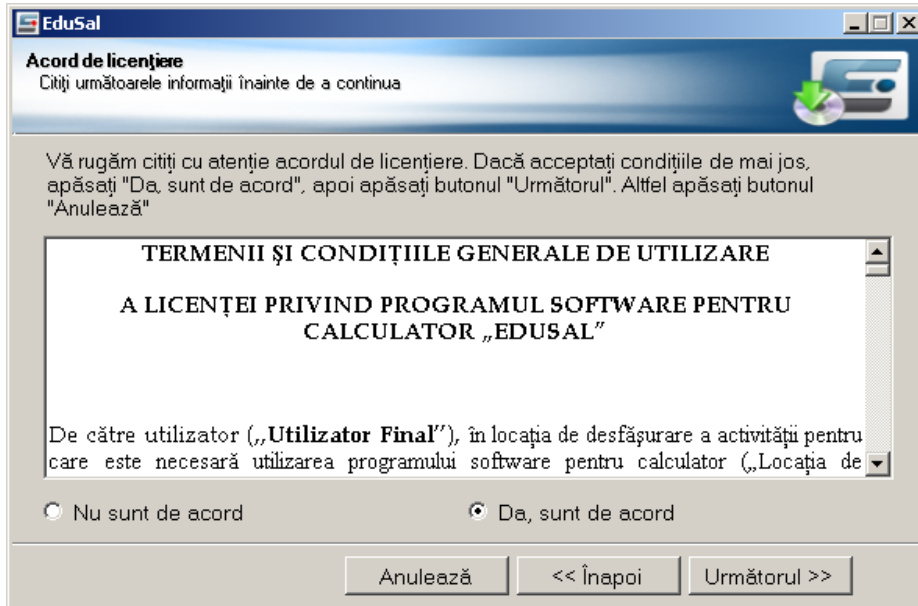 EduSal
Acord de licenţiere
Citiţi următoarele informaţii înainte de a continua
Vă rugăm citiţi cu atenţie acordul de licenţiere. Dacă acceptaţi condiţiile de mai jos,
apăsaţi "Da, sunt de acord", apoi apăsaţi butonul "Următorul". Altfel apăsaţi butonul
"Anulează"
TERMENII ŞI CONDIŢIILE GENERALE DE UTILIZARE
A LICENŢEI PRIVIND PROGRAMUL SOFTWARE PENTRU
CALCULATOR „EDUSAL”
De către utilizator („Utilizator Final”), în locaţia de desfăşurare a activităţii pentru
care este necesară utilizarea programului software pentru calculator („Locaţia de
Nu sunt de acord
Da, sunt de acord
Anulează
<< Înapoi
Următorul >>